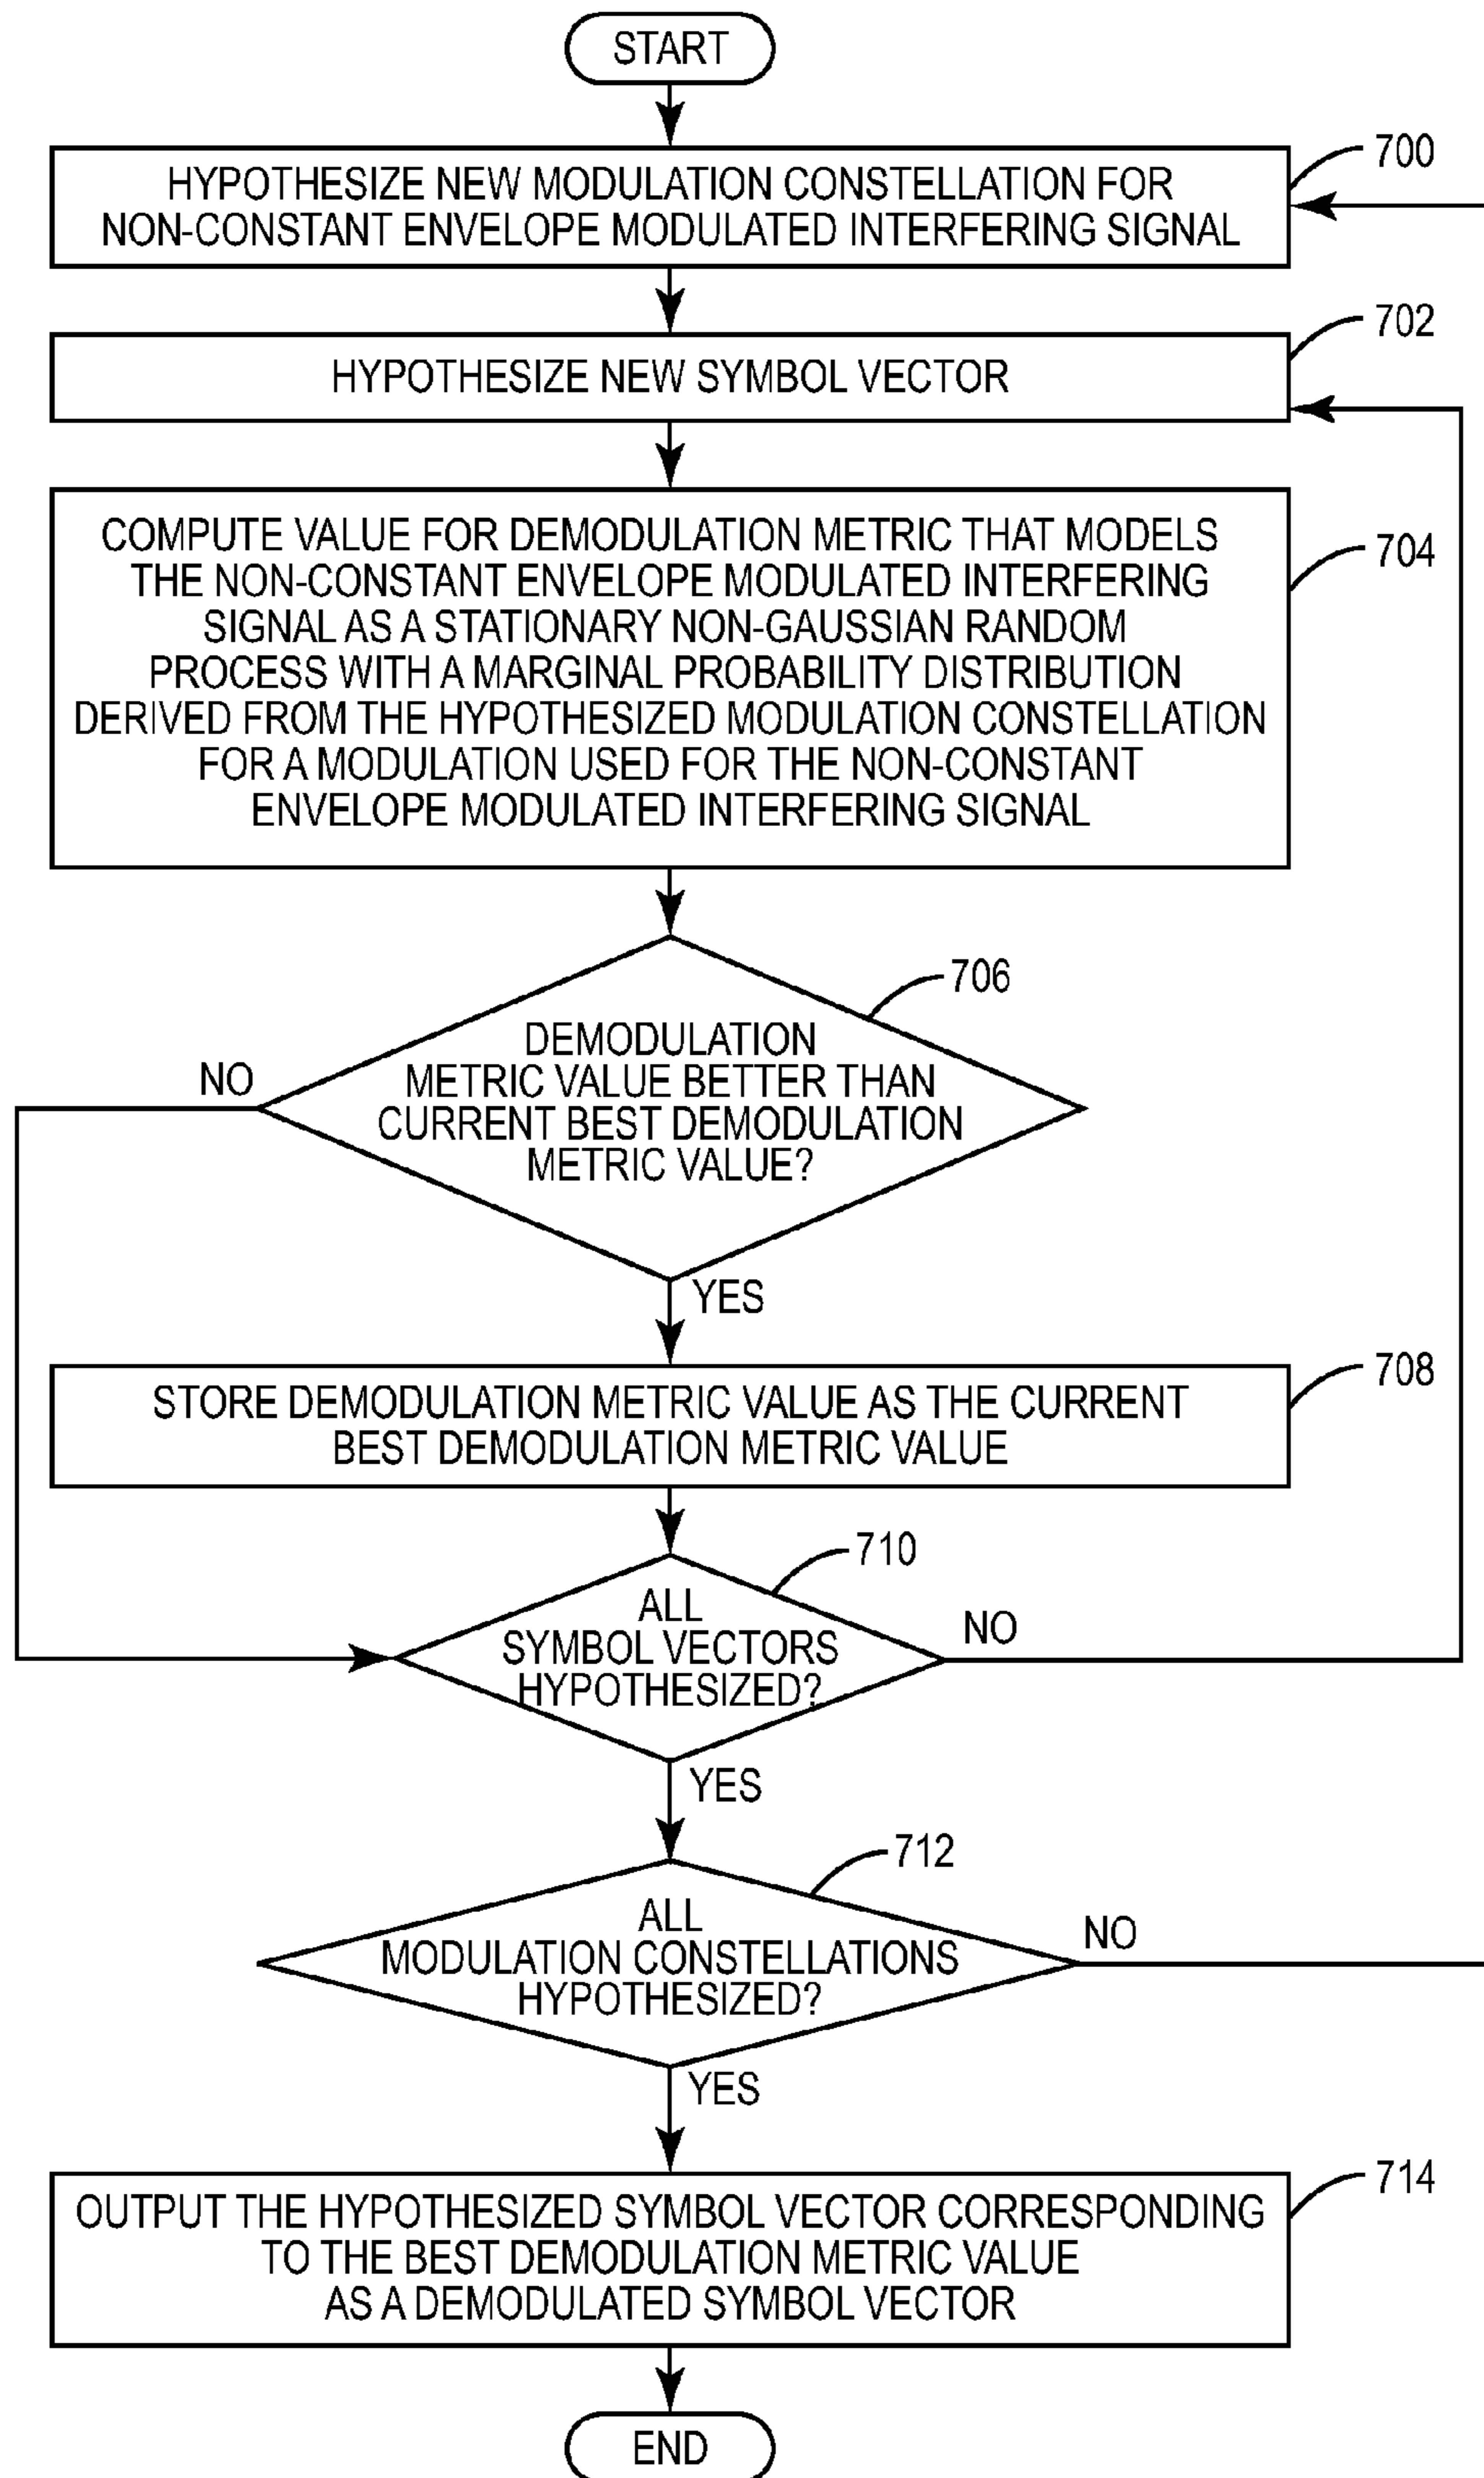 START
700
HYPOTHESIZE NEW MODULATION CONSTELLATION FOR
NON-CONSTANT ENVELOPE MODULATED INTERFERING SIGNAL
702
HYPOTHESIZE NEW SYMBOL VECTOR
704
COMPUTE VALUE FOR DEMODULATION METRIC THAT MODELS
THE NON-CONSTANT ENVELOPE MODULATED INTERFERING
SIGNAL AS A STATIONARY NON-GAUSSIAN RANDOM
PROCESS WITH A MARGINAL PROBABILITY DISTRIBUTION
DERIVED FROM THE HYPOTHESIZED MODULATION CONSTELLATION
FOR A MODULATION USED FOR THE NON-CONSTANT
ENVELOPE MODULATED INTERFERING SIGNAL
706
DEMODULATION
METRIC VALUE BETTER THAN
CURRENT BEST DEMODULATION
METRIC VALUE?
NO
YES
708
STORE DEMODULATION METRIC VALUE AS THE CURRENT
BEST DEMODULATION METRIC VALUE
710
ALL
SYMBOL VECTORS
HYPOTHESIZED?
NO
YES
712
ALL
MODULATION CONSTELLATIONS
HYPOTHESIZED?
NO
YES
714
OUTPUT THE HYPOTHESIZED SYMBOL VECTOR CORRESPONDING
TO THE BEST DEMODULATION METRIC VALUE
AS A DEMODULATED SYMBOL VECTOR
END